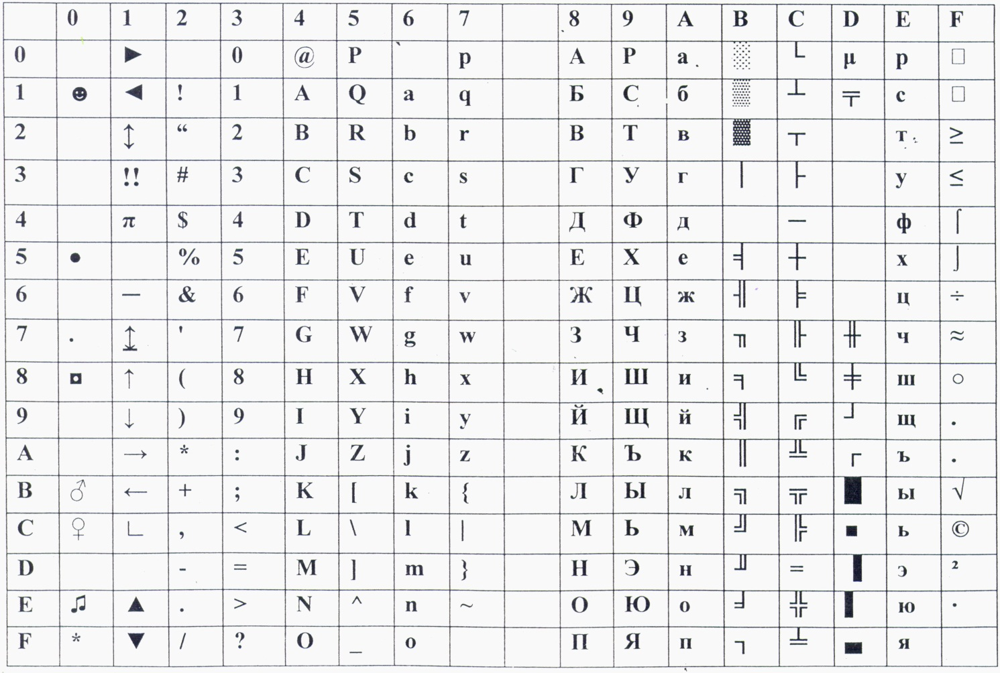 0 1 2 3 4 5 6 7 8 9 A B C D E F
0 ► 0 @ P ` p А Р а ░ └ µ р □
1 ☻ ◄ ! 1 A Q a q Б С б ▒ ┴ ╤ с □
2 ↕ “ 2 B R b r В Т в ▓ ┬ т ≥
3 !! # 3 C S c s Г У г │ ├ у ≤
4 π $ 4 D T d t Д Ф д ─ ф ⌠
5 • % 5 E U e u Е Х е ╡ ┼ х ⌡
6 — & 6 F V f v Ж Ц ж ╢ ╞ ц ÷
7 . ↨ ' 7 G W g w З Ч з ╖ ╟ ╫ ч ≈
8 ◘ ↑ ( 8 H X h x И Ш и ╕ ╚ ╪ ш ○
9 ↓ ) 9 I Y i y Й Щ й ╣ ╔ ┘ щ .
A → * : J Z j z К Ъ к ║ ╩ ┌ ъ .
B ♂ ← + ; K [ k { Л Ы л ╗ ╦ █ ы √
C ♀ ∟ , < L \ l | М Ь м ╝ ╠ ■ ь ©
D - = M ] m } Н Э н ╜ = ▐ э ²
E ♫ ▲ . > N ^ n ~ О Ю о ╛ ╬ ▌ ю ·
F * ▼ / ? O _ o П Я п ┐ ╧ ▄ я